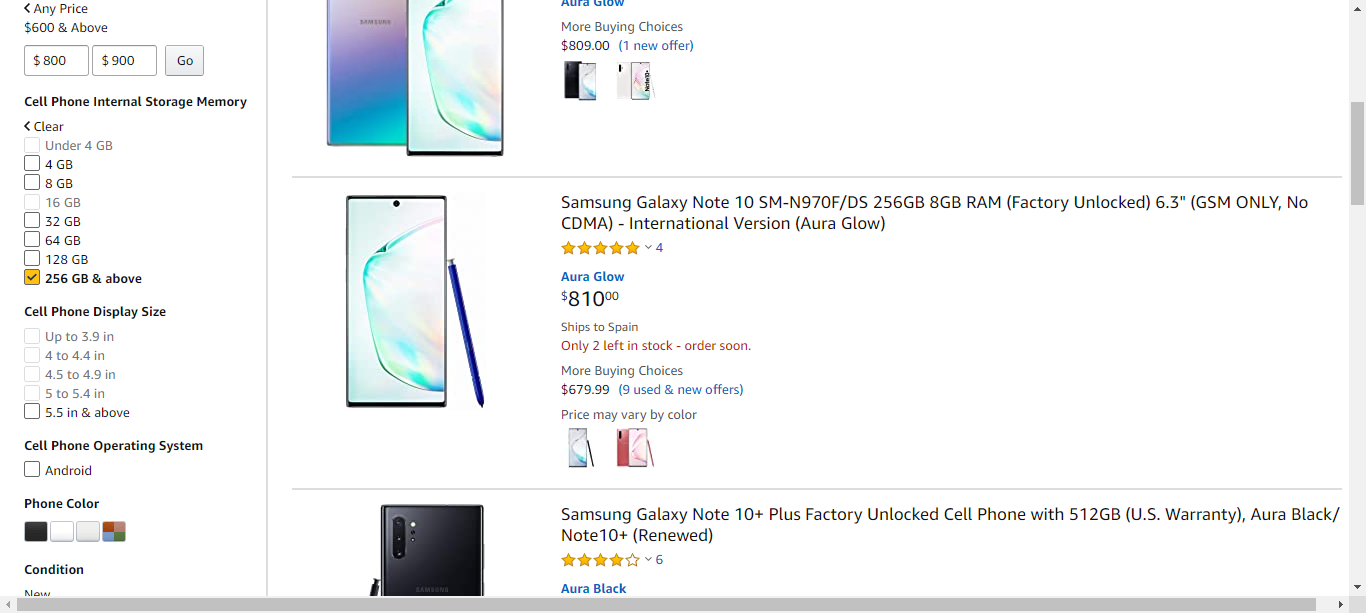 Any Price
$600 & Above
$ 800
$ 900
Go
Cell Phone Internal Storage Memory
Clear
Under 4 GB
4 GB
8 GB
16 GB
32 GB
64 GB
128 GB
256 GB & above
Cell Phone Display Size
Up to 3.9 in
4 to 4.4 in
4.5 to 4.9 in
5 to 5.4 in
5.5 in & above
Cell Phone Operating System
Android
Phone Color
Condition
New
SAMSUNG
Aura Glow
More Buying Choices
$809.00 (1 new offer)
Note10+
Samsung Galaxy Note 10 SM-N970F/DS 256GB 8GB RAM (Factory Unlocked) 6.3" (GSM ONLY, No
CDMA) - International Version (Aura Glow)
4
Aura Glow
$81000
Ships to Spain
Only 2 left in stock - order soon.
More Buying Choices
$679.99 (9 used & new offers)
Price may vary by color
SAMSUNG
Samsung Galaxy Note 10+ Plus Factory Unlocked Cell Phone with 512GB (U.S. Warranty), Aura Black/
Note10+ (Renewed)
6
Aura Black